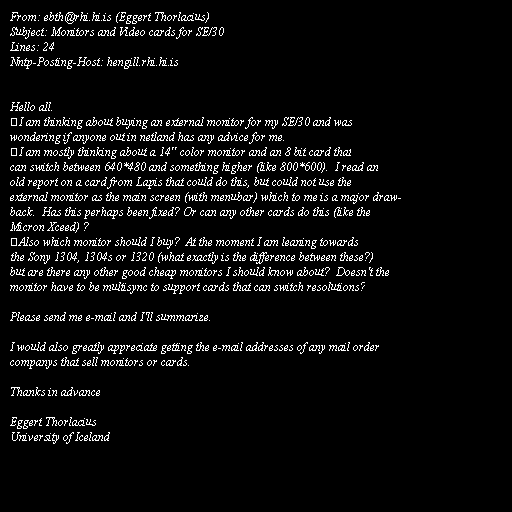 From: ebth@rhi.hi.is (Eggert Thorlacius)
Subject: Monitors and Video cards for SE/30
Lines: 24
Nntp-Posting-Host: hengill.rhi.hi.is

Hello all.
I am thinking about buying an external monitor for my SE/30 and was
wondering if anyone out in netland has any advice for me.
I am mostly thinking about a 14" color monitor and an 8 bit card that
can switch between 640*480 and something higher (like 800*600).  I read an
old report on a card from Lapis that could do this, but could not use the
external monitor as the main screen (with menubar) which to me is a major draw-
back.  Has this perhaps been fixed? Or can any other cards do this (like the
Micron Xceed) ?
Also which monitor should I buy?  At the moment I am leaning towards
the Sony 1304, 1304s or 1320 (what exactly is the difference between these?)
but are there any other good cheap monitors I should know about?  Doesn't the
monitor have to be multisync to support cards that can switch resolutions?

Please send me e-mail and I'll summarize.

I would also greatly appreciate getting the e-mail addresses of any mail order
companys that sell monitors or cards.

Thanks in advance

Eggert Thorlacius
University of Iceland